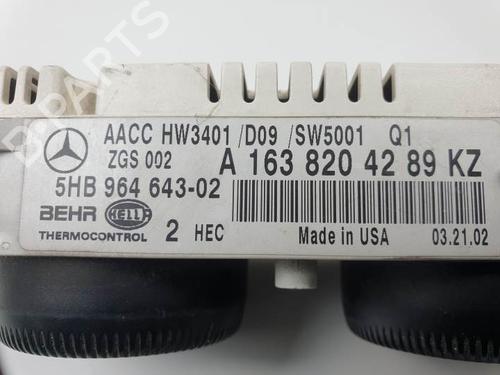 B-PARTS
AACC HW3401 /D09 /SW5001 Q1
ZGS 002
A 163 820 42 89 KZ
5HB 964 643-02
BEHR HELLA
THERMOCONTROL 2 HEC Made in USA 03.21.02